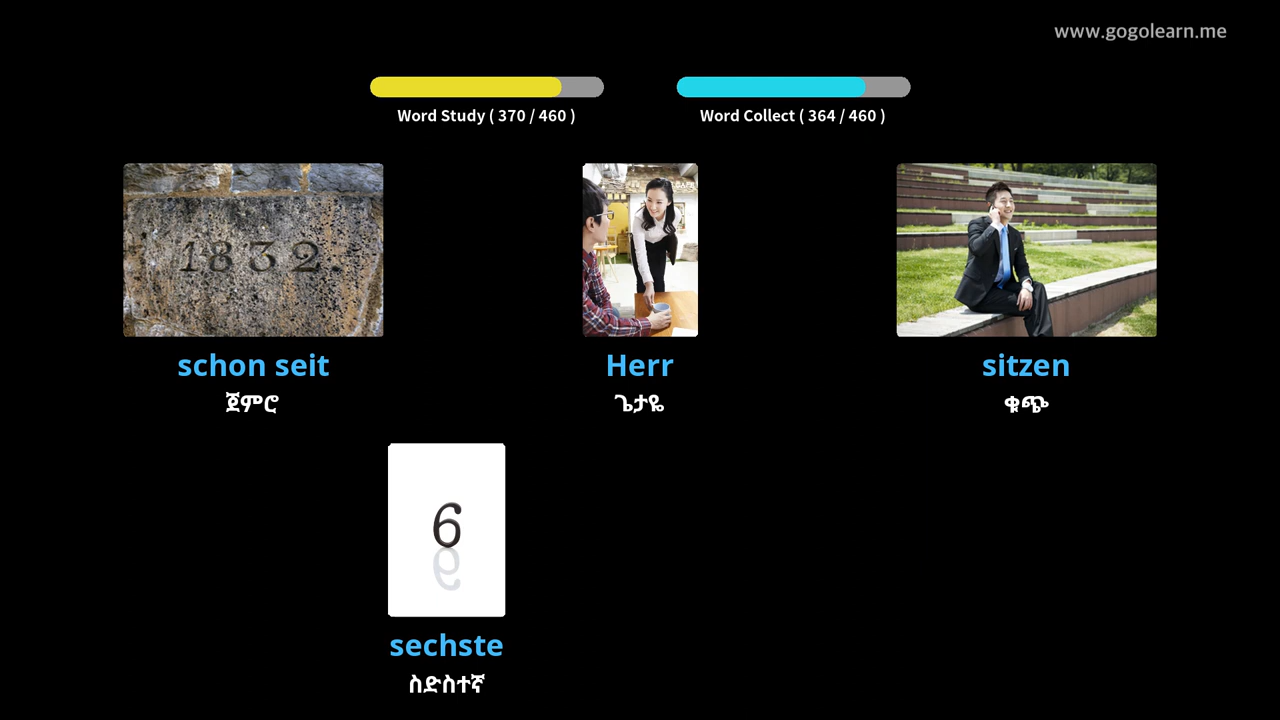 www.gogolearn.me
Word Study ( 370 / 460 )
Word Collect ( 364 / 460 )
1832.
schon seit
ጀምሮ
Herr
ጌታዬ
sitzen
ቁጭ
6
sechste
ስድስተኛ